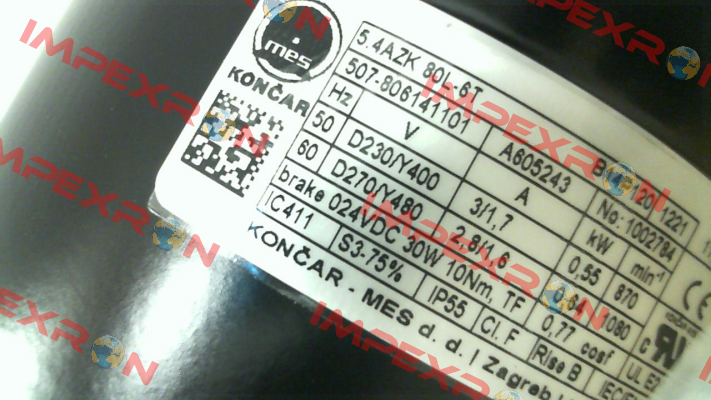 mes
KONČAR
5.4AZK 80L-6T
507-806141101 A605243 No: 1002784
Hz V A kW min-1
50 D230/Y400 3/1,7 0,55 870
60 D270/Y480 2,8/1,6 1080
brake 024VDC 30W 10Nm, TF 0,77 cosf
IC411 S3-75% IP55 Cl. F Rise B
KONČAR - MES d. d. | Zagreb
IMPEXRON